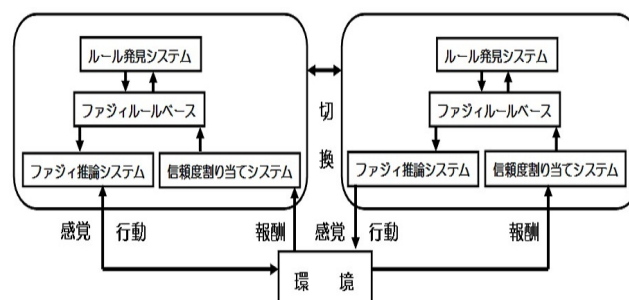 ルール発見システム
ファジィルールベース
ファジィ推論システム
信頼度割り当てシステム
切
換
ルール発見システム
ファジィルールベース
ファジィ推論システム
信頼度割り当てシステム
感覚 行動 報酬 感覚 行動 報酬
環 境